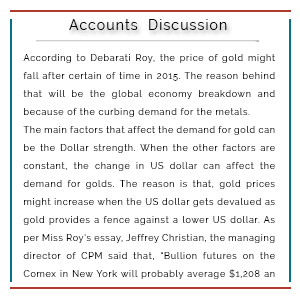 Accounts Discussion
According to Debarati Roy, the price of gold might
fall after certain of time in 2015. The reason behind
that will be the global economy breakdown and
because of the curbing demand for the metals.
The main factors that affect the demand for gold can
be the Dollar strength. When the other factors are
constant, the change in US dollar can affect the
demand for golds. The reason is that, gold prices
might increase when the US dollar gets devalued as
gold provides a fence against a lower US dollar. As
per Miss Roy's essay, Jeffrey Christian, the managing
director of CPM said that, "Bullion futures on the
Comex in New York will probably average $1,208 an